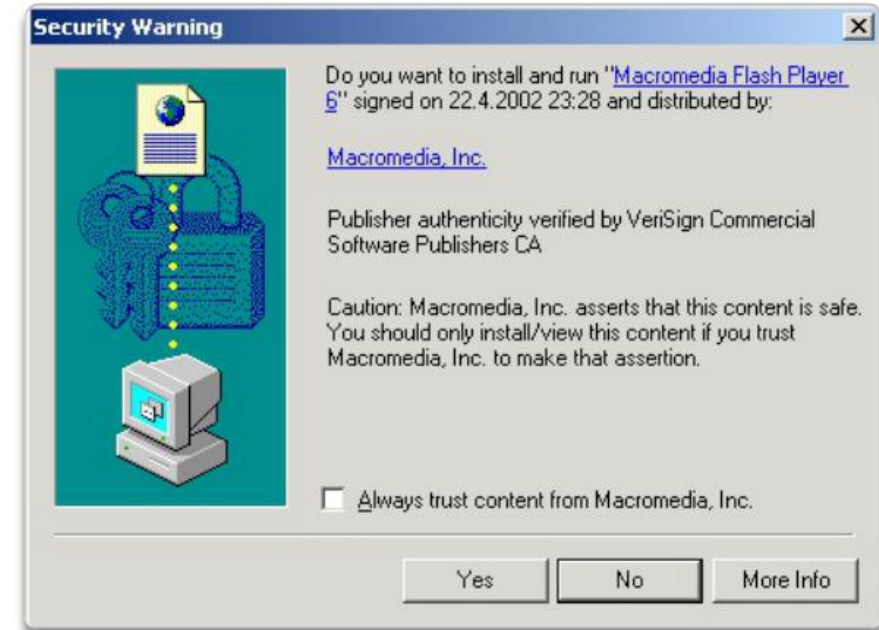 Security Warning
Do you want to install and run "Macromedia Flash Player
6" signed on 22.4.2002 23:28 and distributed by:
Macromedia, Inc.
Publisher authenticity verified by VeriSign Commercial
Software Publishers CA
Caution: Macromedia, Inc. asserts that this content is safe.
You should only install/view this content if you trust
Macromedia, Inc. to make that assertion.
Always trust content from Macromedia, Inc.
Yes
No
More Info